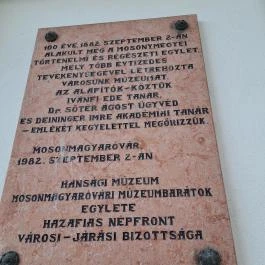 100 ÉVE, 1882. SZEPTEMBER 2-ÁN
ALAKULT MEG A MOSONYMEGYEI
TÖRTÉNELMI ÉS RÉGÉSZETI EGYLET,
MELY TÖBB ÉVTIZEDES
TEVÉKENYSÉGÉVEL LÉTREHOZTA
VÁROSUNK MÚZEUMÁT.
AZ ALAPÍTÓK-KÖZTÜK
IVÁNFI EDE TANÁR,
DR. SŐTÉR ÁGOST ÜGYVÉD
ÉS DEININGER IMRE AKADÉMIAI TANÁR
- EMLÉKÉT KEGYELETTEL MEGŐRIZZÜK.
MOSONMAGYARÓVÁR,
1982. SZEPTEMBER 2-ÁN
HANSÁGI MÚZEUM
MOSONMAGYARÓVÁRI MÚZEUMBARÁTOK
EGYLETE
HAZAFIAS NÉPFRONT
VÁROSI-JÁRÁSI BIZOTTSÁGA